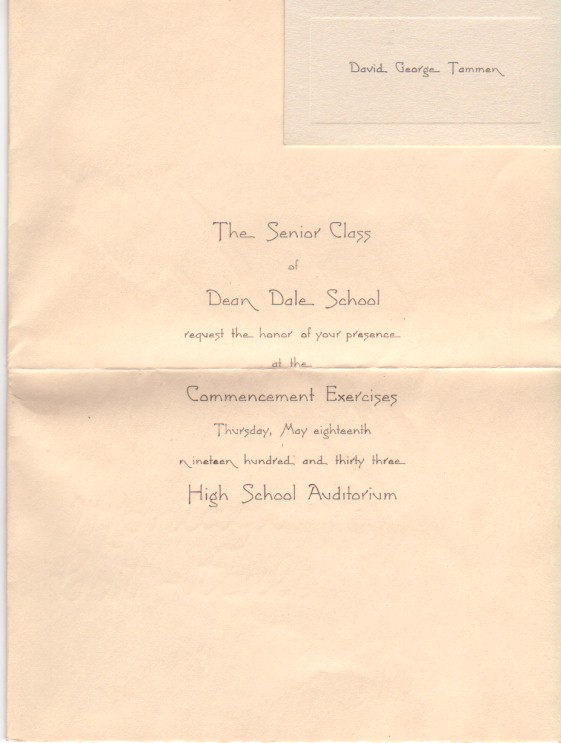 David George Tammen
The Senior Class
of
Dean Dale School
request the honor of your presence
at the
Commencement Exercises
Thursday, May eighteenth
nineteen hundred and thirty three
High School Auditorium